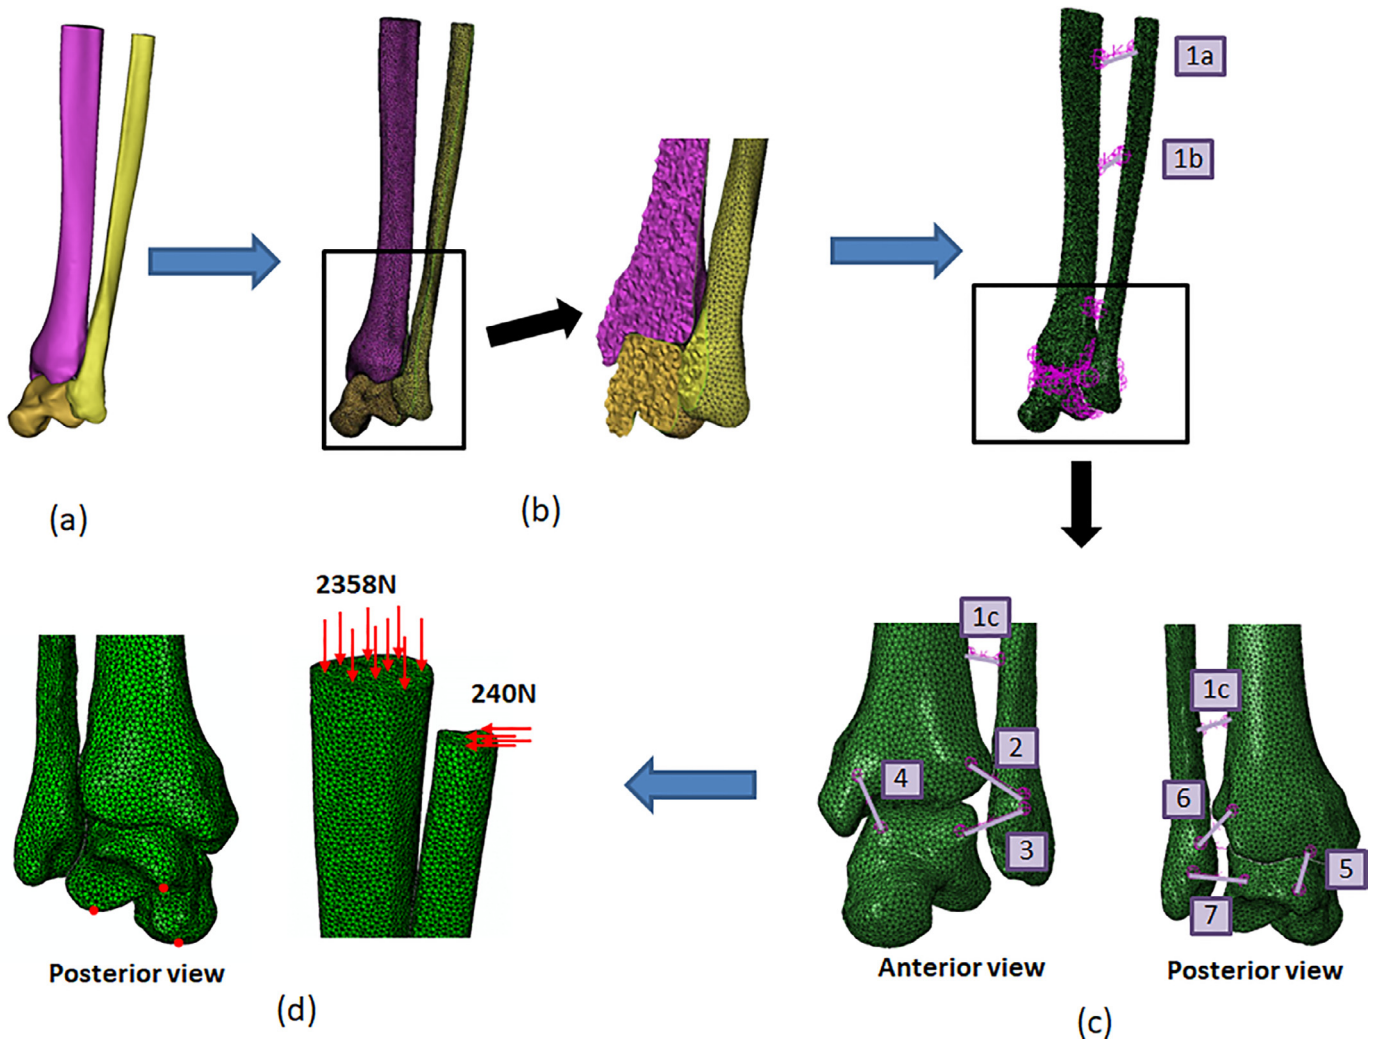 1a
1b
(a)
(b)
2358N
240N
Posterior view
(d)
1c
2
4
3
Anterior view
1c
6
5
7
Posterior view
(c)